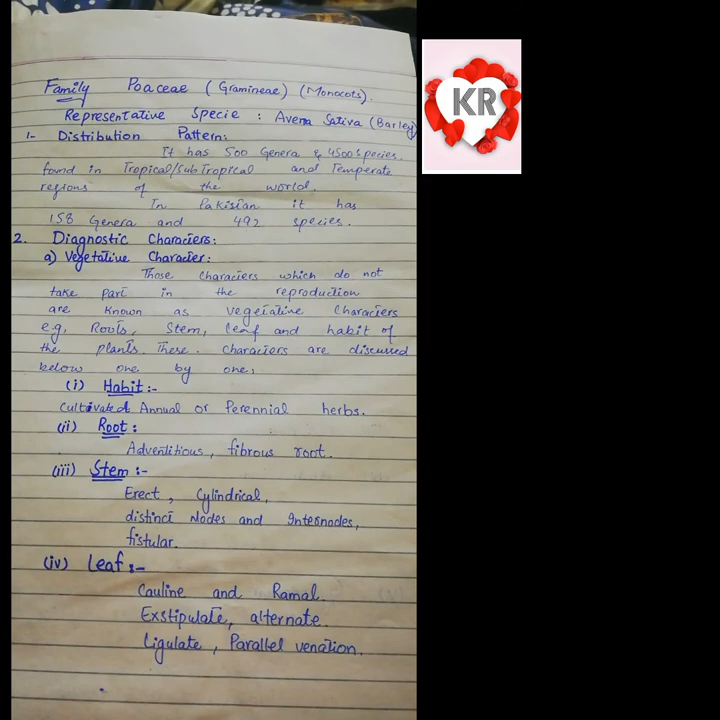 Family Poaceae (Gramineae) (Monocots).
Representative Specie : Avena Sativa (Barley)
1- Distribution Pattern:
It has 500 Genera & 4500 species.
found in Tropical/SubTropical and Temperate
regions of the world.
In Pakistan it has
158 Genera and 492 species.
2. Diagnostic Characters:
a) Vegetative Character:
Those characters which do not
take part in the reproduction
are known as vegetative characters
e.g, Roots, Stem, leaf and habit of
the plants. These. characters are discussed
below one by one,
(i) Habit:-
Cultivated Annual or Perennial herbs.
(ii) Root:
Adventitious, fibrous root.
(iii) Stem:-
Erect, Cylindrical,
distinct Nodes and Internodes,
fistular.
(iv) Leaf:-
Cauline and Ramal.
Exstipulate, alternate.
Ligulate, Parallel venation.
KR